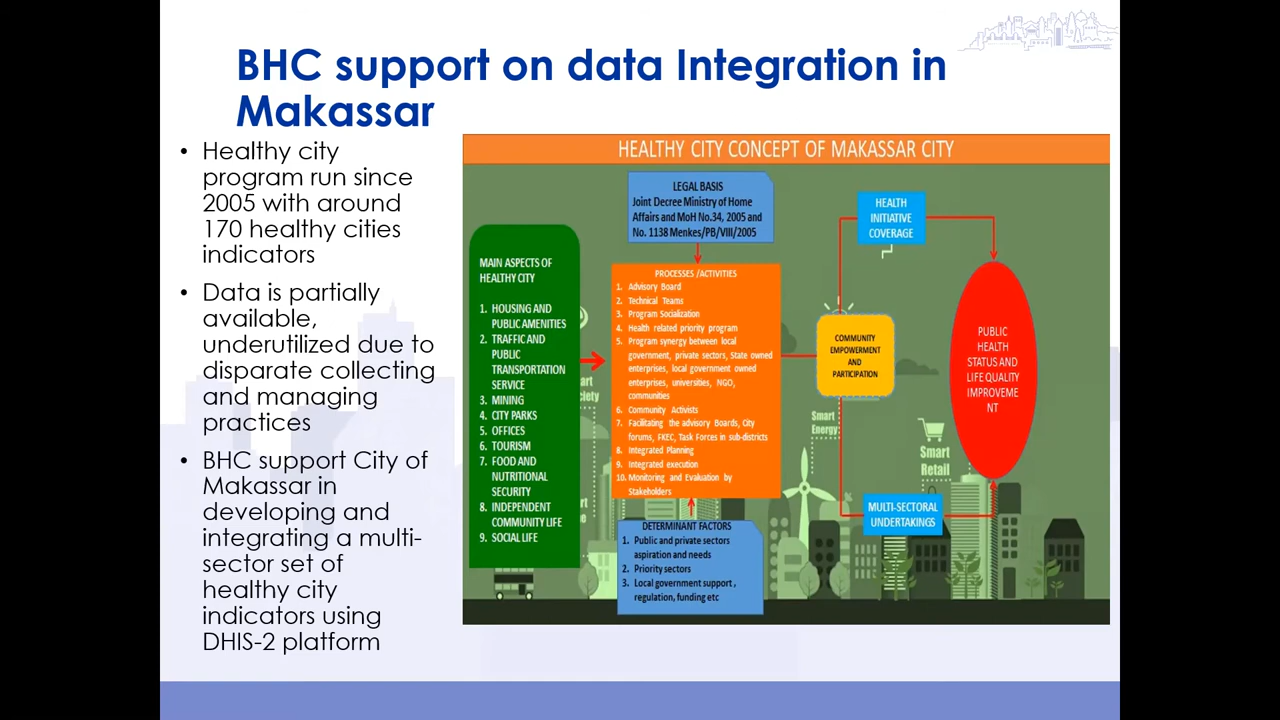 BHC support on data Integration in
Makassar
• Healthy city
program run since
2005 with around
170 healthy cities
indicators
• Data is partially
available,
underutilized due to
disparate collecting
and managing
practices
• BHC support City of
Makassar in
developing and
integrating a multi-
sector set of
healthy city
indicators using
DHIS-2 platform
HEALTHY CITY CONCEPT OF MAKASSAR CITY
MAIN ASPECTS OF
HEALTHY CITY
1. HOUSING AND
PUBLIC AMENITIES
2. TRAFFIC AND
PUBLIC
TRANSPORTATION
SERVICE
3. MINING
4. CITY PARKS
5. OFFICES
6. TOURISM
7. FOOD AND
NUTRITIONAL
SECURITY
8. INDEPENDENT
COMMUNITY LIFE
9. SOCIAL LIFE
LEGAL BASIS
Joint Decree Ministry of Home
Affairs and MoH No.34, 2005 and
No. 1138 Menkes/PB/VIII/2005
PROCESSES /ACTIVITIES
1. Advisory Board
2. Technical Teams
3. Program Socialization
4. Health related priority program
5. Program synergy between local
government, private sectors, State owned
enterprises, local government owned
enterprises, universities, NGO,
communities
6. Community Activists
7. Facilitating the advisory Boards, City
forums, FKEC, Task Forces in sub-districts
8. Integrated Planning
9. Integrated execution
10. Monitoring and Evaluation by
Stakeholders
DETERMINANT FACTORS
1. Public and private sectors
aspiration and needs
2. Priority sectors
3. Local government support ,
regulation, funding etc
COMMUNITY
EMPOWERMENT
AND
PARTICIPATION
HEALTH
INITIATIVE
COVERAGE
MULTI-SECTORAL
UNDERTAKINGS
PUBLIC
HEALTH
STATUS AND
LIFE QUALITY
IMPROVEME
NT
Smart
Energy
Smart
Retail